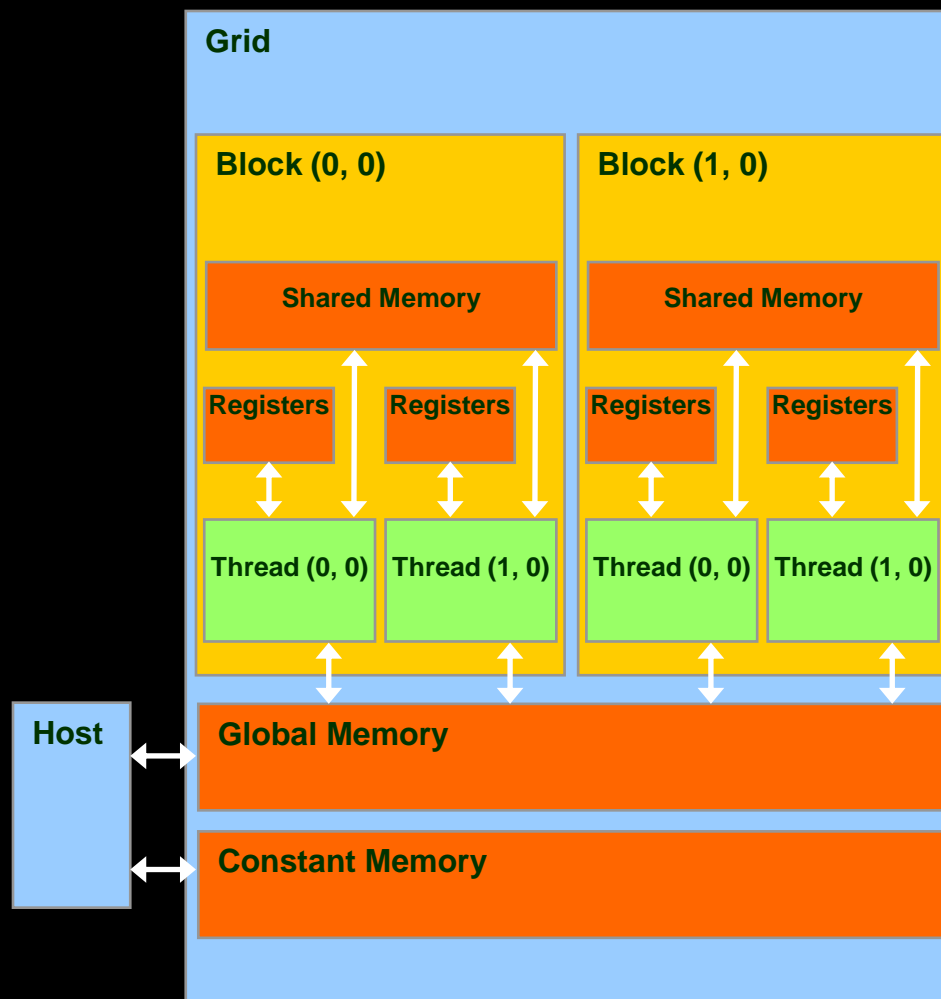 Grid
Block (0, 0)
Block (1, 0)
Shared Memory
Shared Memory
Registers
Registers
Registers
Registers
Thread (0, 0)
Thread (1, 0)
Thread (0, 0)
Thread (1, 0)
Host
Global Memory
Constant Memory